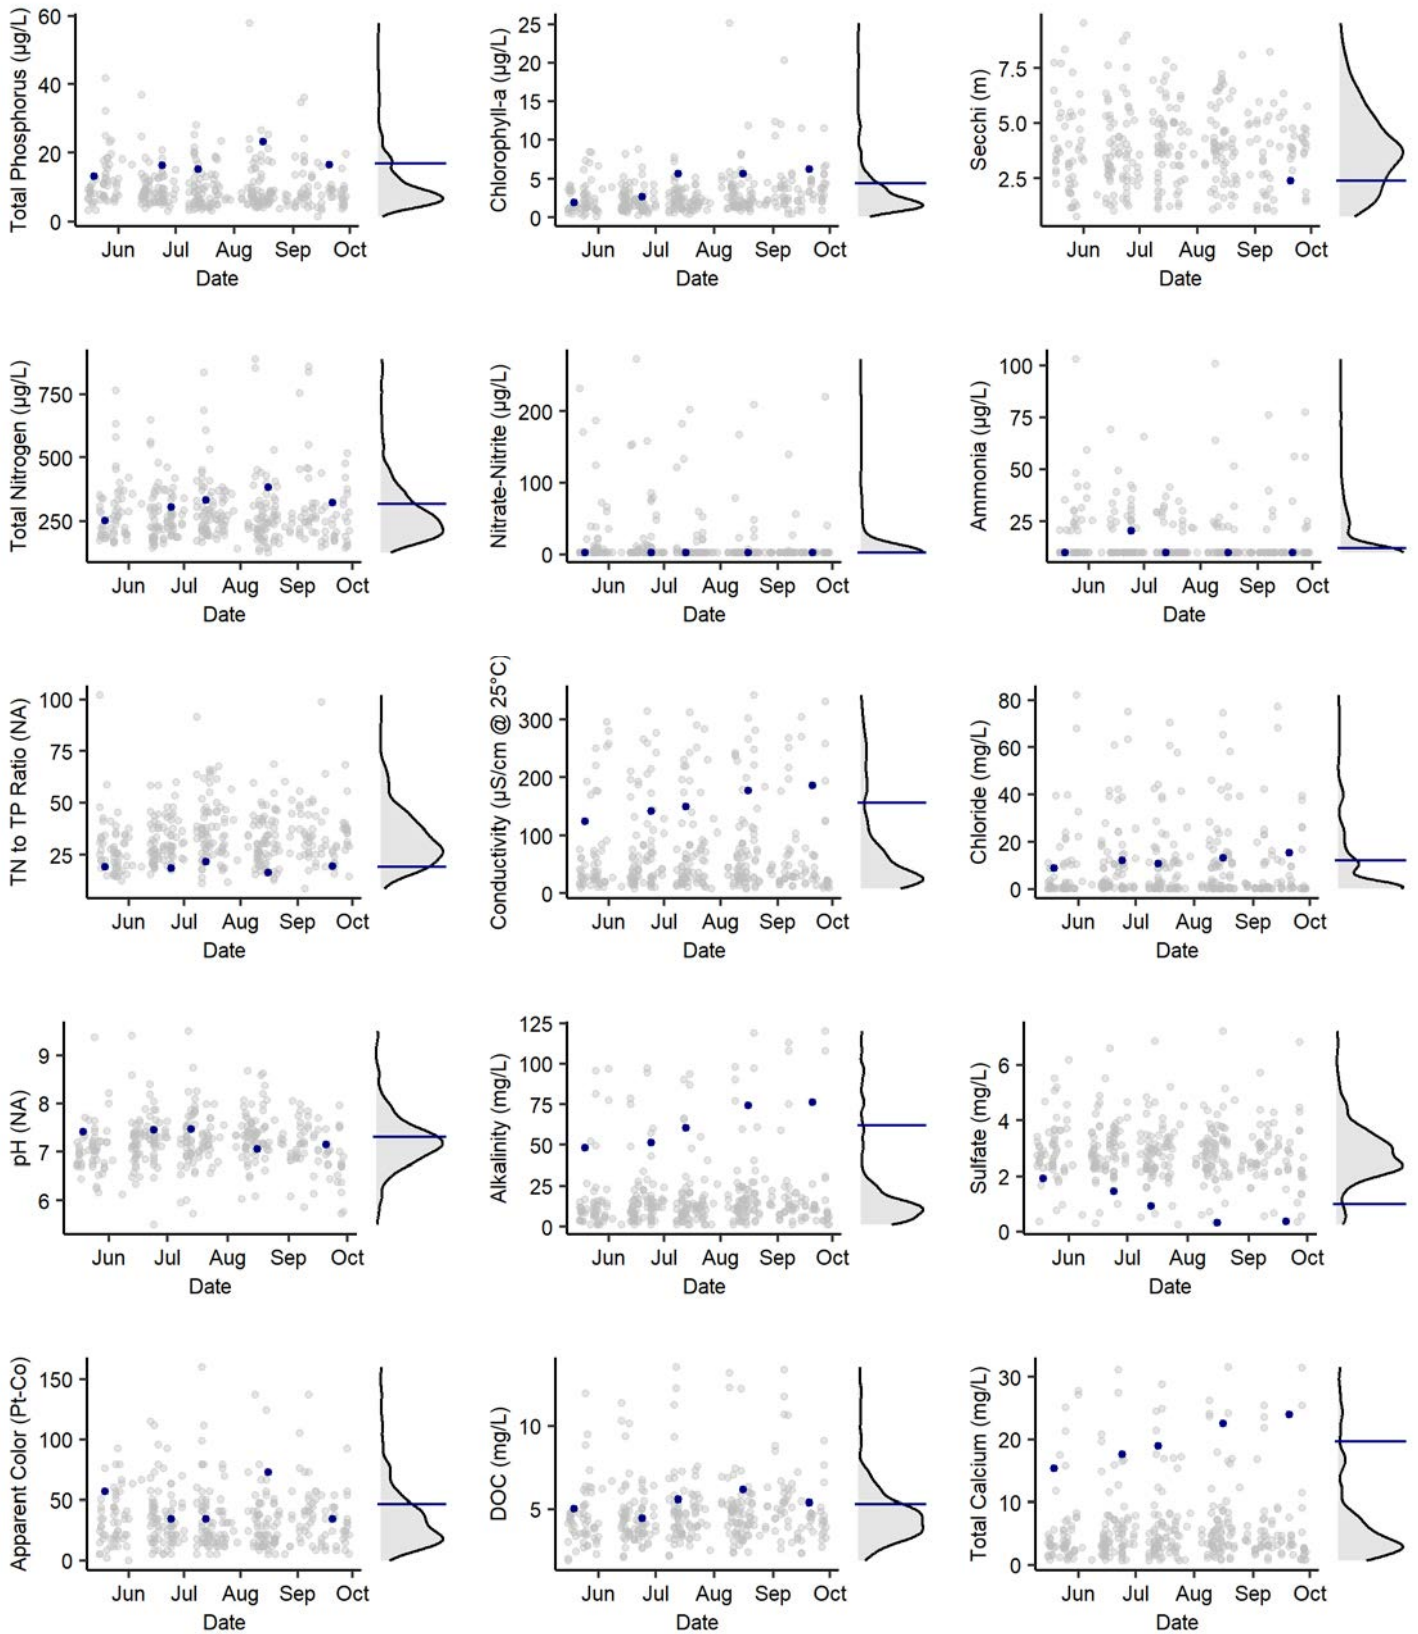 Total Phosphorus (µg/L)
60
40
20
0
Jun Jul Aug Sep Oct
Date
Chlorophyll-a (µg/L)
25
20
15
10
5
0
Jun Jul Aug Sep Oct
Date
Secchi (m)
7.5
5.0
2.5
Jun Jul Aug Sep Oct
Date
Total Nitrogen (µg/L)
750
500
250
Jun Jul Aug Sep Oct
Date
Nitrate-Nitrite (µg/L)
200
100
0
Jun Jul Aug Sep Oct
Date
Ammonia (µg/L)
100
75
50
25
Jun Jul Aug Sep Oct
Date
TN to TP Ratio (NA)
100
75
50
25
Jun Jul Aug Sep Oct
Date
Conductivity (µS/cm @ 25°C)
300
200
100
0
Jun Jul Aug Sep Oct
Date
Chloride (mg/L)
80
60
40
20
0
Jun Jul Aug Sep Oct
Date
pH (NA)
9
8
7
6
Jun Jul Aug Sep Oct
Date
Alkalinity (mg/L)
125
100
75
50
25
0
Jun Jul Aug Sep Oct
Date
Sulfate (mg/L)
6
4
2
0
Jun Jul Aug Sep Oct
Date
Apparent Color (Pt-Co)
150
100
50
0
Jun Jul Aug Sep Oct
Date
DOC (mg/L)
10
5
Jun Jul Aug Sep Oct
Date
Total Calcium (mg/L)
30
20
10
0
Jun Jul Aug Sep Oct
Date